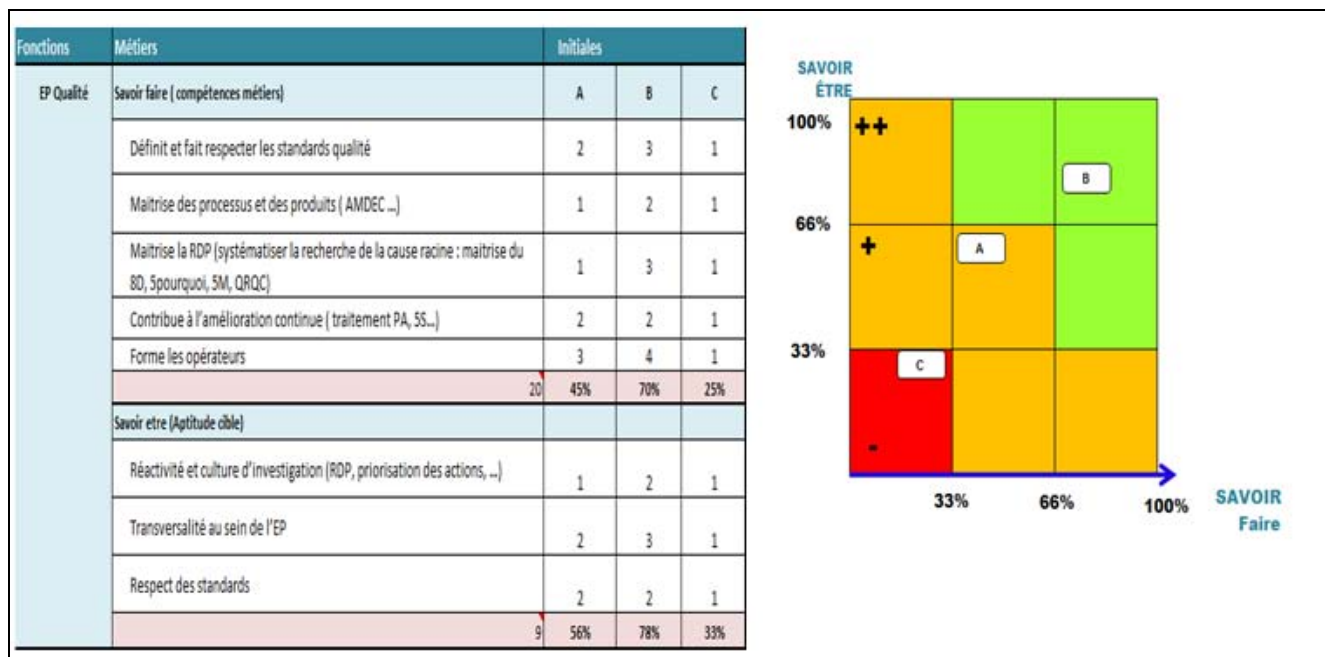 Fonctions Métiers Initiales
EP Qualité Savoir faire ( compétences métiers) A B C
Définit et fait respecter les standards qualité 2 3 1
Maitrise des processus et des produits ( AMDEC ...) 1 2 1
Maitrise la RDP (systématiser la recherche de la cause racine : maitrise du
8D, 5pourquoi, 5M, QRQC) 1 3 1
Contribue à l'amélioration continue ( traitement PA, 5S...) 2 2 1
Forme les opérateurs 3 4 1
20 45% 70% 25%
Savoir etre (Aptitude cible)
Réactivité et culture d'investigation (RDP, priorisation des actions, ...) 1 2 1
Transversalité au sein de l'EP 2 3 1
Respect des standards 2 2 1
9 56% 78% 33%
SAVOIR
ÉTRE
100% ++
B
66%
+ A
33%
C
-
33% 66% 100%
SAVOIR
Faire